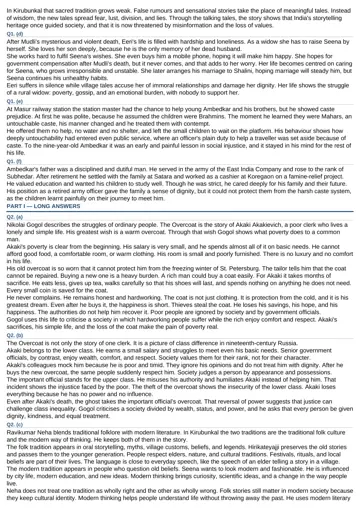 In Kirunbukal that sacred tradition grows weak. False rumours and sensational stories take the place of meaningful tales. Instead
of wisdom, the new tales spread fear, lust, division, and lies. Through the talking tales, the story shows that India's storytelling
heritage once guided society, and that it is now threatened by misinformation and the loss of values.
Q1. (d)
After Mudli's mysterious and violent death, Eeri's life is filled with hardship and loneliness. As a widow she has to raise Seena by
herself. She loves her son deeply, because he is the only memory of her dead husband.
She works hard to fulfil Seena's wishes. She even buys him a mobile phone, hoping it will make him happy. She hopes for
government compensation after Mudli's death, but it never comes, and that adds to her worry. Her life becomes centred on caring
for Seena, who grows irresponsible and unstable. She later arranges his marriage to Shalini, hoping marriage will steady him, but
Seena continues his unhealthy habits.
Eeri suffers in silence while village tales accuse her of immoral relationships and damage her dignity. Her life shows the struggle
of a rural widow: poverty, gossip, and an emotional burden, with nobody to support her.
Q1. (e)
At Masur railway station the station master had the chance to help young Ambedkar and his brothers, but he showed caste
prejudice. At first he was polite, because he assumed the children were Brahmins. The moment he learned they were Mahars, an
untouchable caste, his manner changed and he treated them with contempt.
He offered them no help, no water and no shelter, and left the small children to wait on the platform. His behaviour shows how
deeply untouchability had entered even public service, where an officer's plain duty to help a traveller was set aside because of
caste. To the nine-year-old Ambedkar it was an early and painful lesson in social injustice, and it stayed in his mind for the rest of
his life.
Q1. (f)
Ambedkar's father was a disciplined and dutiful man. He served in the army of the East India Company and rose to the rank of
Subhedar. After retirement he settled with the family at Satara and worked as a cashier at Koregaon on a famine-relief project.
He valued education and wanted his children to study well. Though he was strict, he cared deeply for his family and their future.
His position as a retired army officer gave the family a sense of dignity, but it could not protect them from the harsh caste system,
as the children learnt painfully on their journey to meet him.
PART I — LONG ANSWERS
Q2. (a)
Nikolai Gogol describes the struggles of ordinary people. The Overcoat is the story of Akaki Akakievich, a poor clerk who lives a
lonely and simple life. His greatest wish is a warm overcoat. Through that wish Gogol shows what poverty does to a common
man.
Akaki's poverty is clear from the beginning. His salary is very small, and he spends almost all of it on basic needs. He cannot
afford good food, a comfortable room, or warm clothing. His room is small and poorly furnished. There is no luxury and no comfort
in his life.
His old overcoat is so worn that it cannot protect him from the freezing winter of St. Petersburg. The tailor tells him that the coat
cannot be repaired. Buying a new one is a heavy burden. A rich man could buy a coat easily. For Akaki it takes months of
sacrifice. He eats less, gives up tea, walks carefully so that his shoes will last, and spends nothing on anything he does not need.
Every small coin is saved for the coat.
He never complains. He remains honest and hardworking. The coat is not just clothing. It is protection from the cold, and it is his
greatest dream. Even after he buys it, the happiness is short. Thieves steal the coat. He loses his savings, his hope, and his
happiness. The authorities do not help him recover it. Poor people are ignored by society and by government officials.
Gogol uses this life to criticise a society in which hardworking people suffer while the rich enjoy comfort and respect. Akaki's
sacrifices, his simple life, and the loss of the coat make the pain of poverty real.
Q2. (b)
The Overcoat is not only the story of one clerk. It is a picture of class difference in nineteenth-century Russia.
Akaki belongs to the lower class. He earns a small salary and struggles to meet even his basic needs. Senior government
officials, by contrast, enjoy wealth, comfort, and respect. Society values them for their rank, not for their character.
Akaki's colleagues mock him because he is poor and timid. They ignore his opinions and do not treat him with dignity. After he
buys the new overcoat, the same people suddenly respect him. Society judges a person by appearance and possessions.
The important official stands for the upper class. He misuses his authority and humiliates Akaki instead of helping him. That
incident shows the injustice faced by the poor. The theft of the overcoat shows the insecurity of the lower class. Akaki loses
everything because he has no power and no influence.
Even after Akaki's death, the ghost takes the important official's overcoat. That reversal of power suggests that justice can
challenge class inequality. Gogol criticises a society divided by wealth, status, and power, and he asks that every person be given
dignity, kindness, and equal treatment.
Q2. (c)
Ravikumar Neha blends traditional folklore with modern literature. In Kirunbukal the two traditions are the traditional folk culture
and the modern way of thinking. He keeps both of them in the story.
The folk tradition appears in oral storytelling, myths, village customs, beliefs, and legends. Hirikateyajji preserves the old stories
and passes them to the younger generation. People respect elders, nature, and cultural traditions. Festivals, rituals, and local
beliefs are part of their lives. The language is close to everyday speech, like the speech of an elder telling a story in a village.
The modern tradition appears in people who question old beliefs. Seena wants to look modern and fashionable. He is influenced
by city life, modern education, and new ideas. Modern thinking brings curiosity, scientific ideas, and a change in the way people
live.
Neha does not treat one tradition as wholly right and the other as wholly wrong. Folk stories still matter in modern society because
they keep cultural identity. Modern thinking helps people understand life without throwing away the past. He uses modern literary